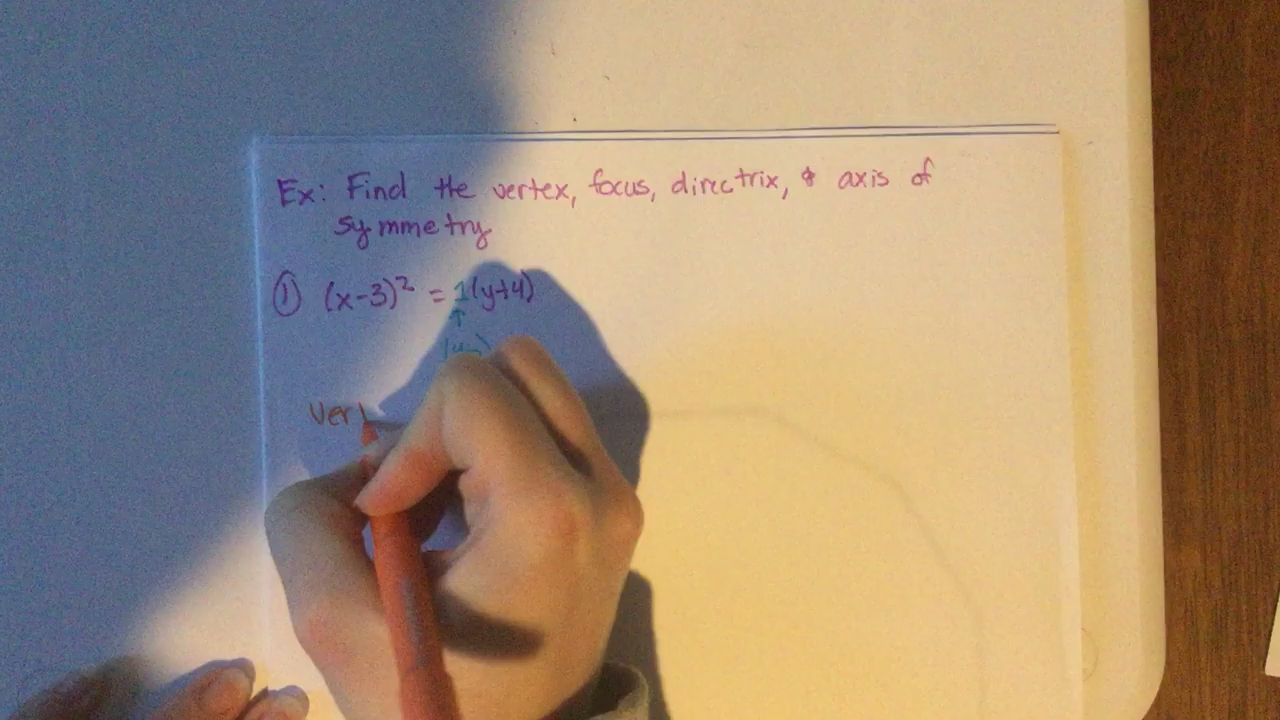 Ex: Find the vertex, focus, directrix, & axis of
symmetry
① (x-3)² = 1(y+4)
↑
Ver